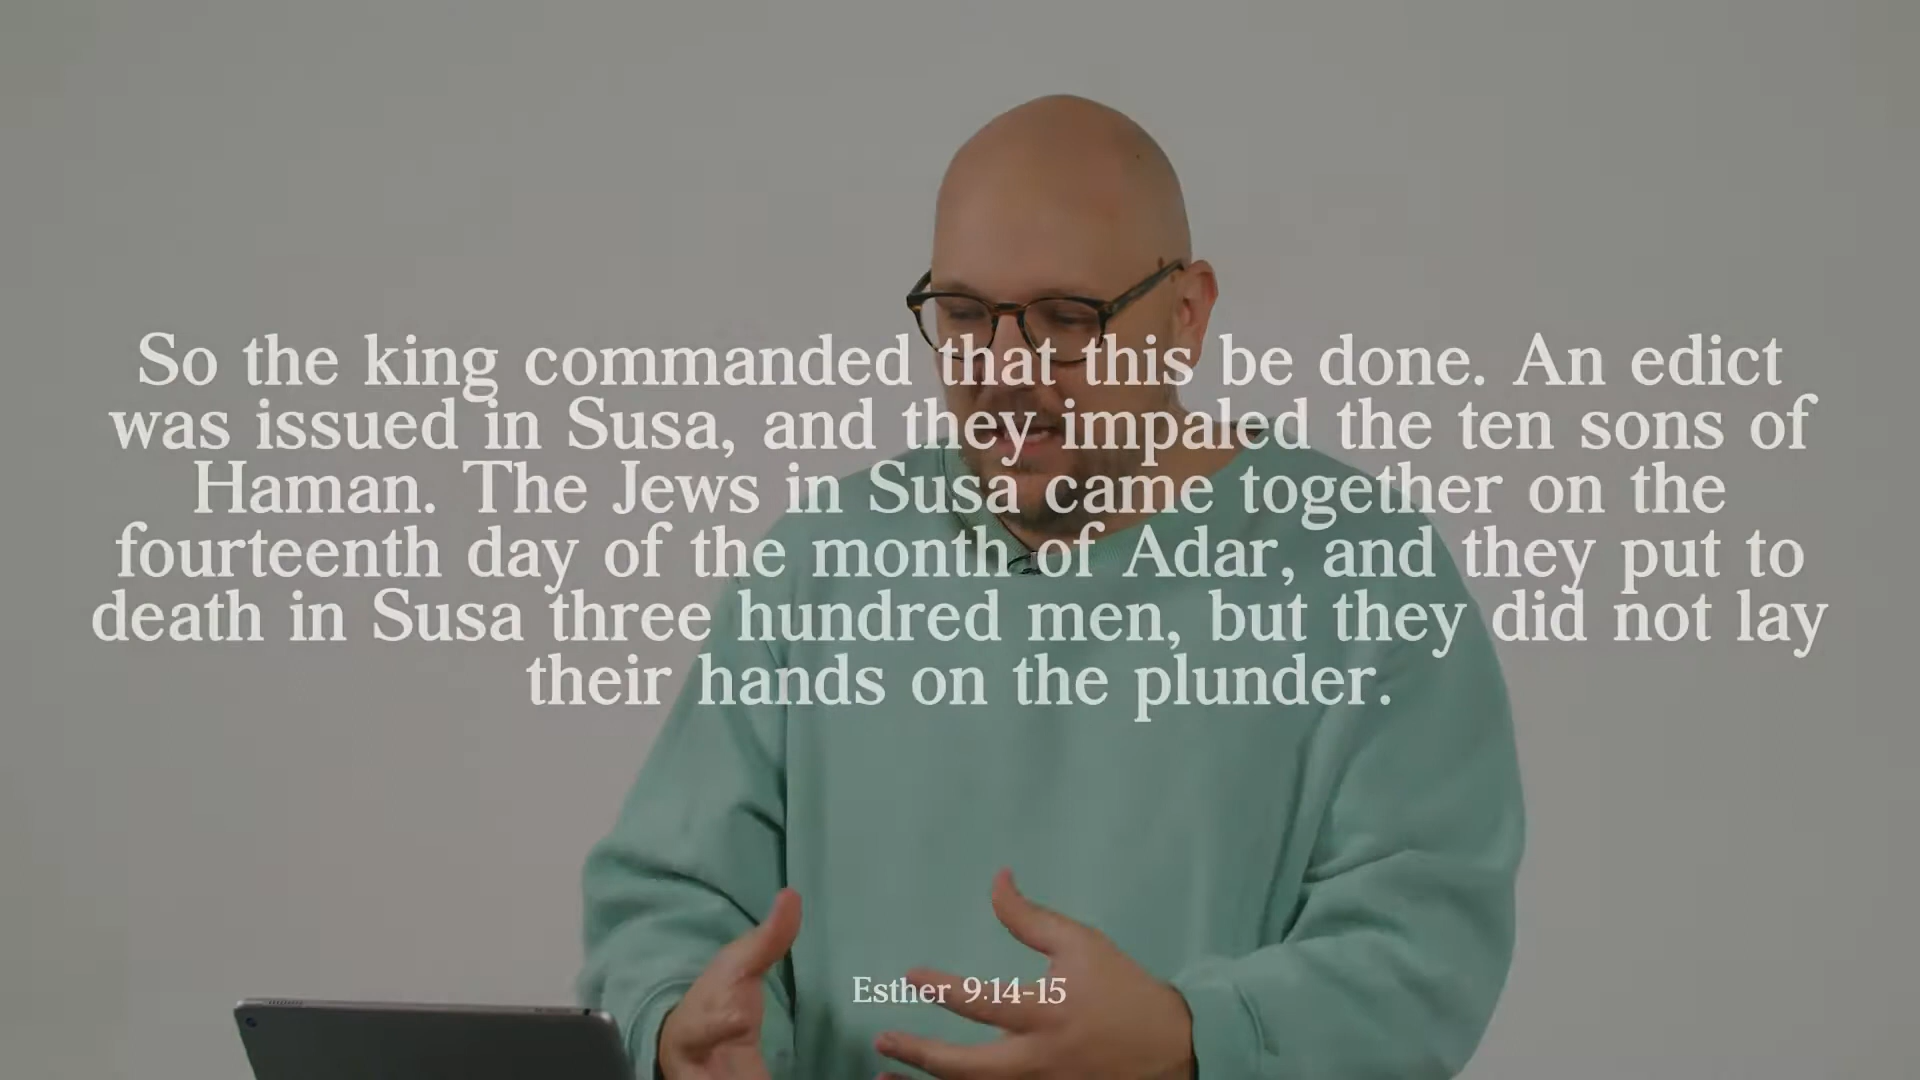 So the king commanded that this be done. An edict
was issued in Susa, and they impaled the ten sons of
Haman. The Jews in Susa came together on the
fourteenth day of the month of Adar, and they put to
death in Susa three hundred men, but they did not lay
their hands on the plunder.
Esther 9:14-15